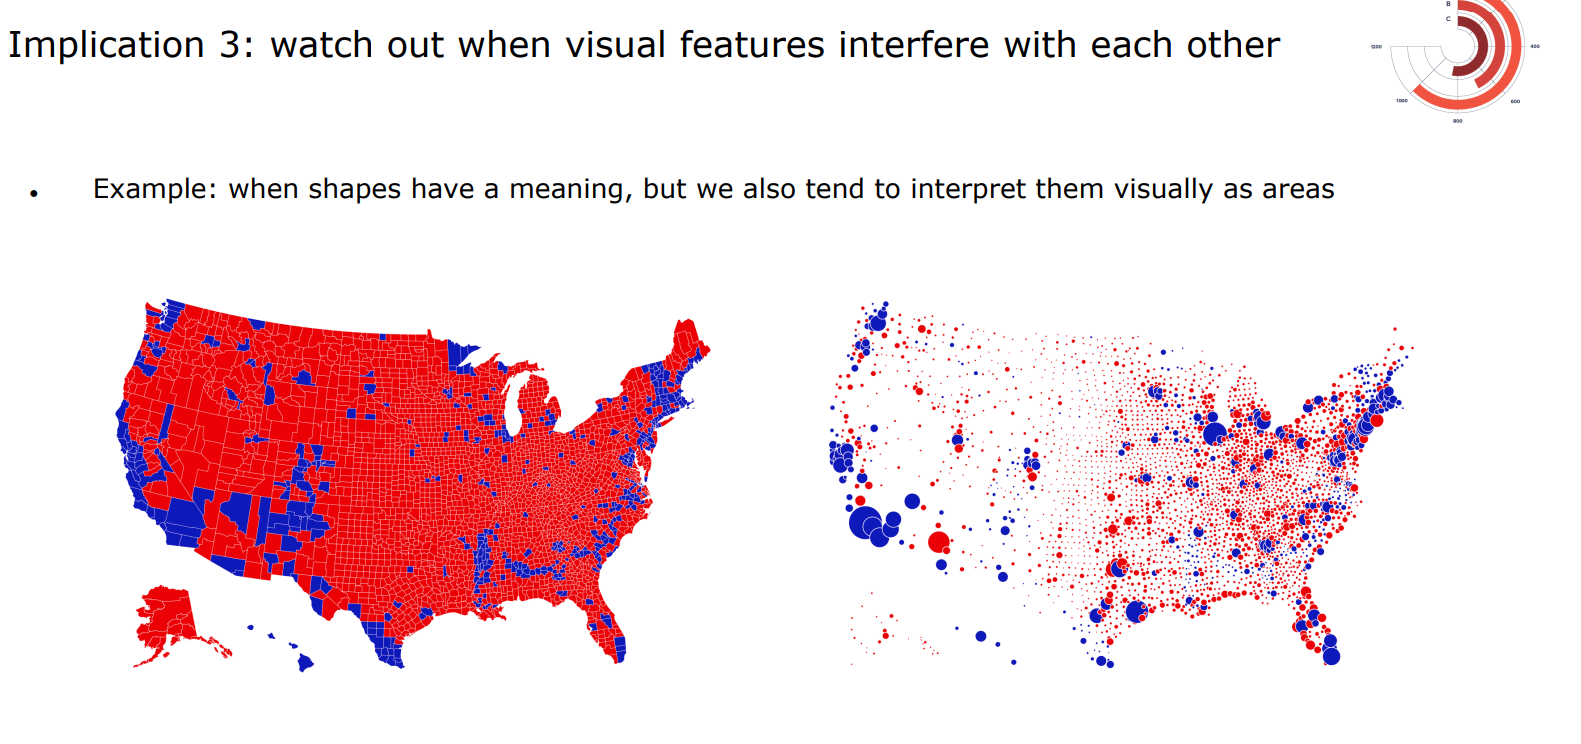 Implication 3: watch out when visual features interfere with each other
B
C
1200
400
1000
600
800
• Example: when shapes have a meaning, but we also tend to interpret them visually as areas